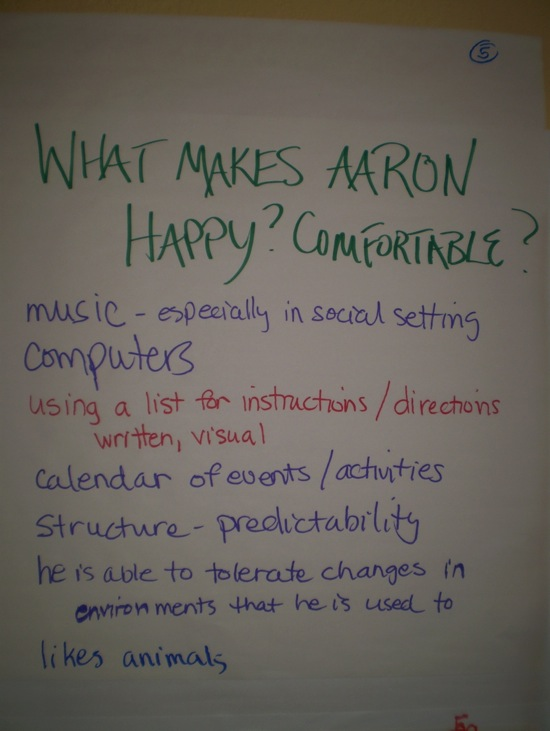 5
WHAT MAKES AARON
HAPPY? COMFORTABLE?
music - especially in social setting
computers
using a list for instructions / directions
written, visual
calendar of events / activities
Structure - predictability
he is able to tolerate changes in
environments that he is used to
likes animals